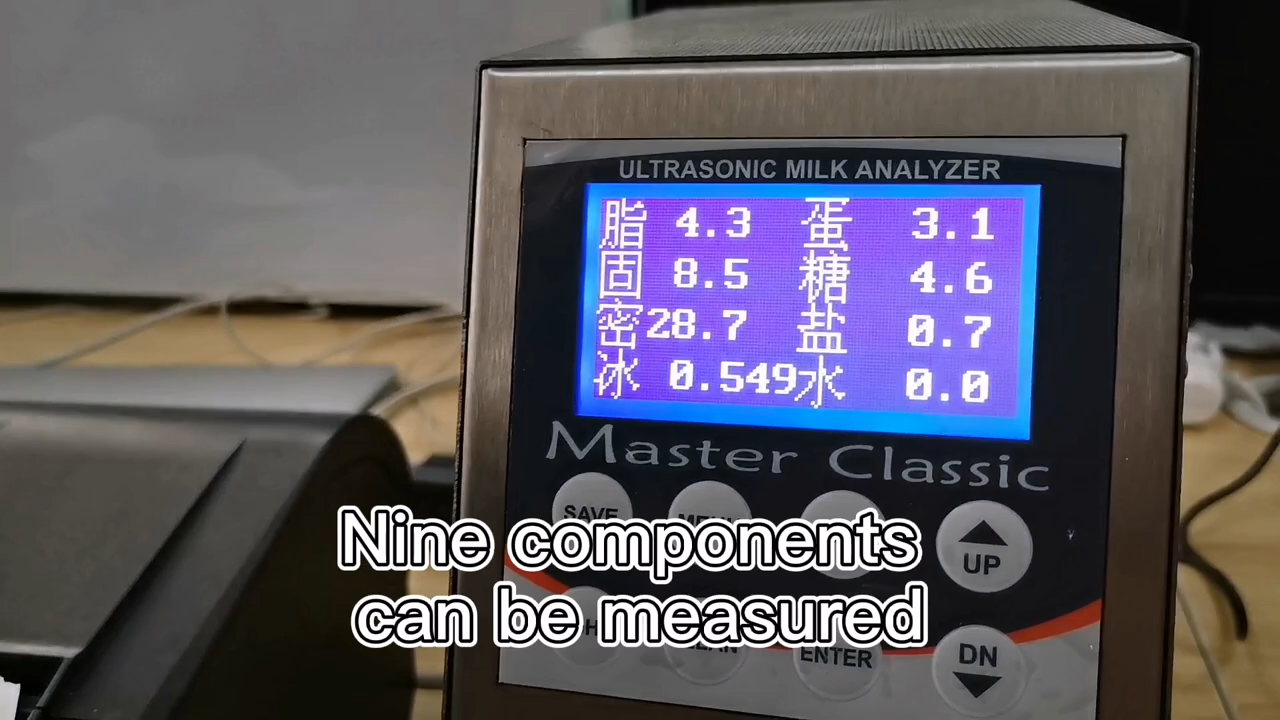 ULTRASONIC MILK ANALYZER
脂 4.3 蛋 3.1
固 8.5 糖 4.6
密 28.7 盐 0.7
冰 0.549 水 0.0
Master Classic
SAVE
UP
Nine components
can be measured
ENTER
DN